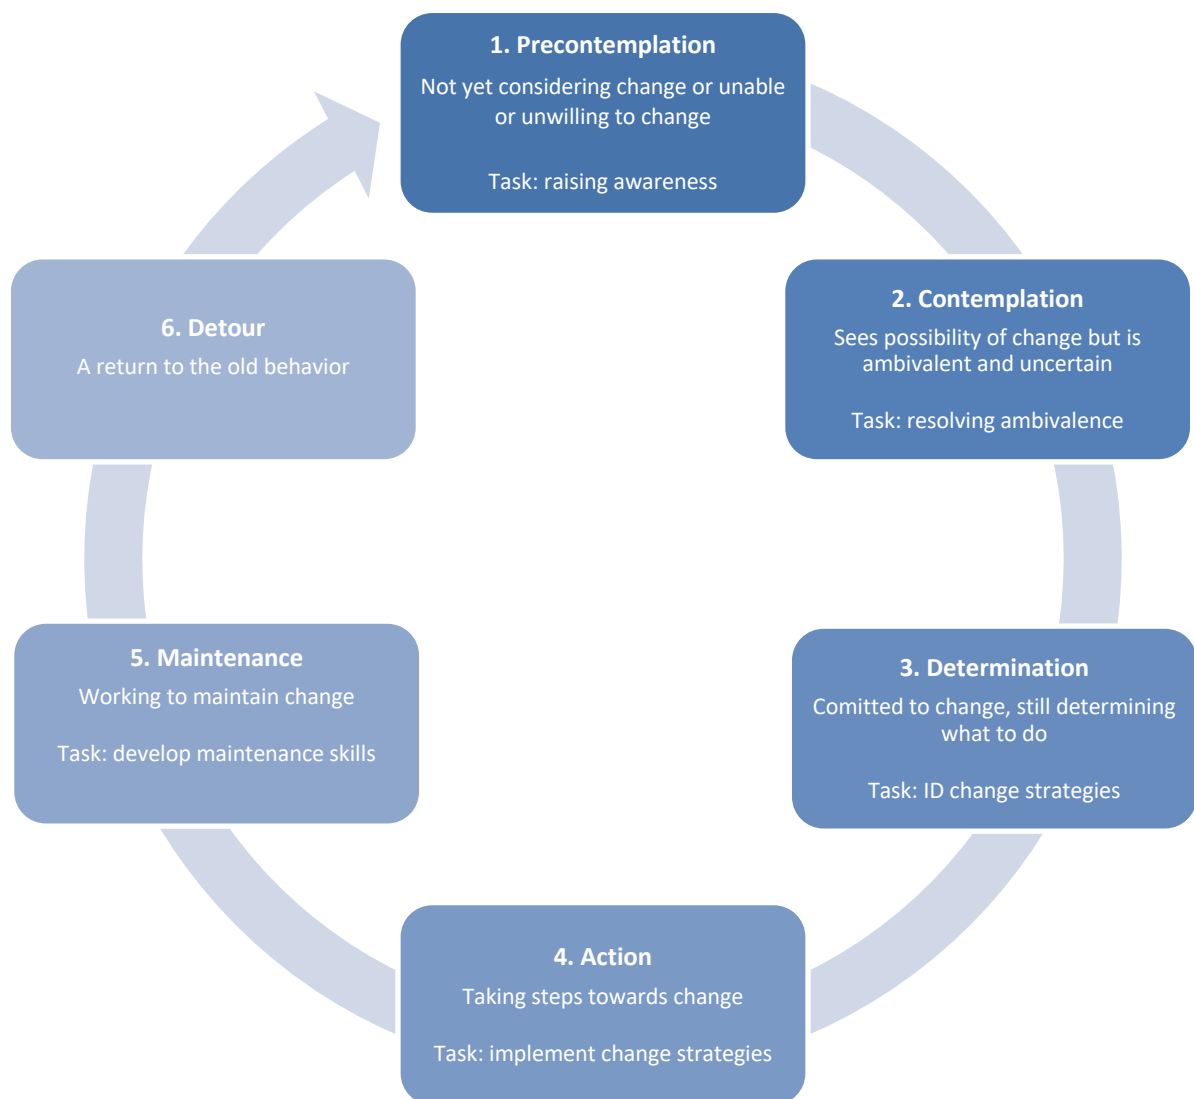 1. Precontemplation
Not yet considering change or unable
or unwilling to change
Task: raising awareness
2. Contemplation
Sees possibility of change but is
ambivalent and uncertain
Task: resolving ambivalence
3. Determination
Comitted to change, still determining
what to do
Task: ID change strategies
4. Action
Taking steps towards change
Task: implement change strategies
5. Maintenance
Working to maintain change
Task: develop maintenance skills
6. Detour
A return to the old behavior